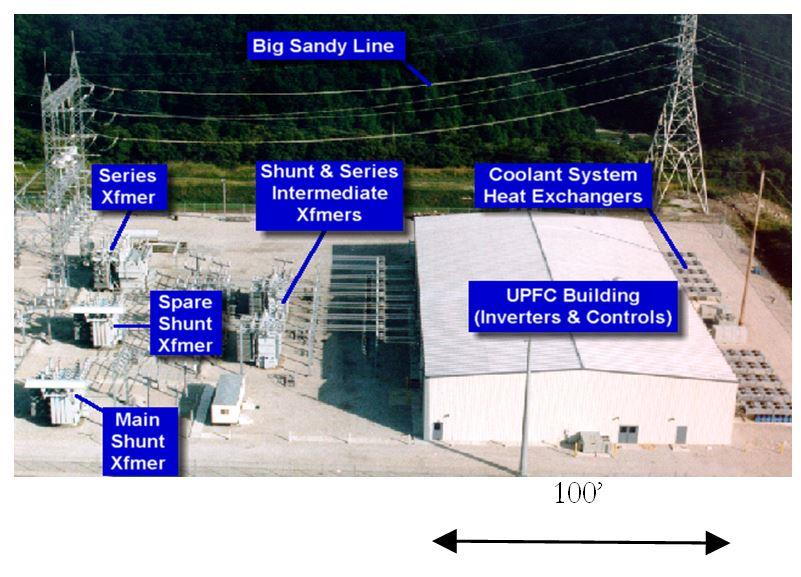 Big Sandy Line
Series
Xfmer
Shunt & Series
Intermediate
Xfmers
Coolant System
Heat Exchangers
Spare
Shunt
Xfmer
UPFC Building
(Inverters & Controls)
Main
Shunt
Xfmer
100’